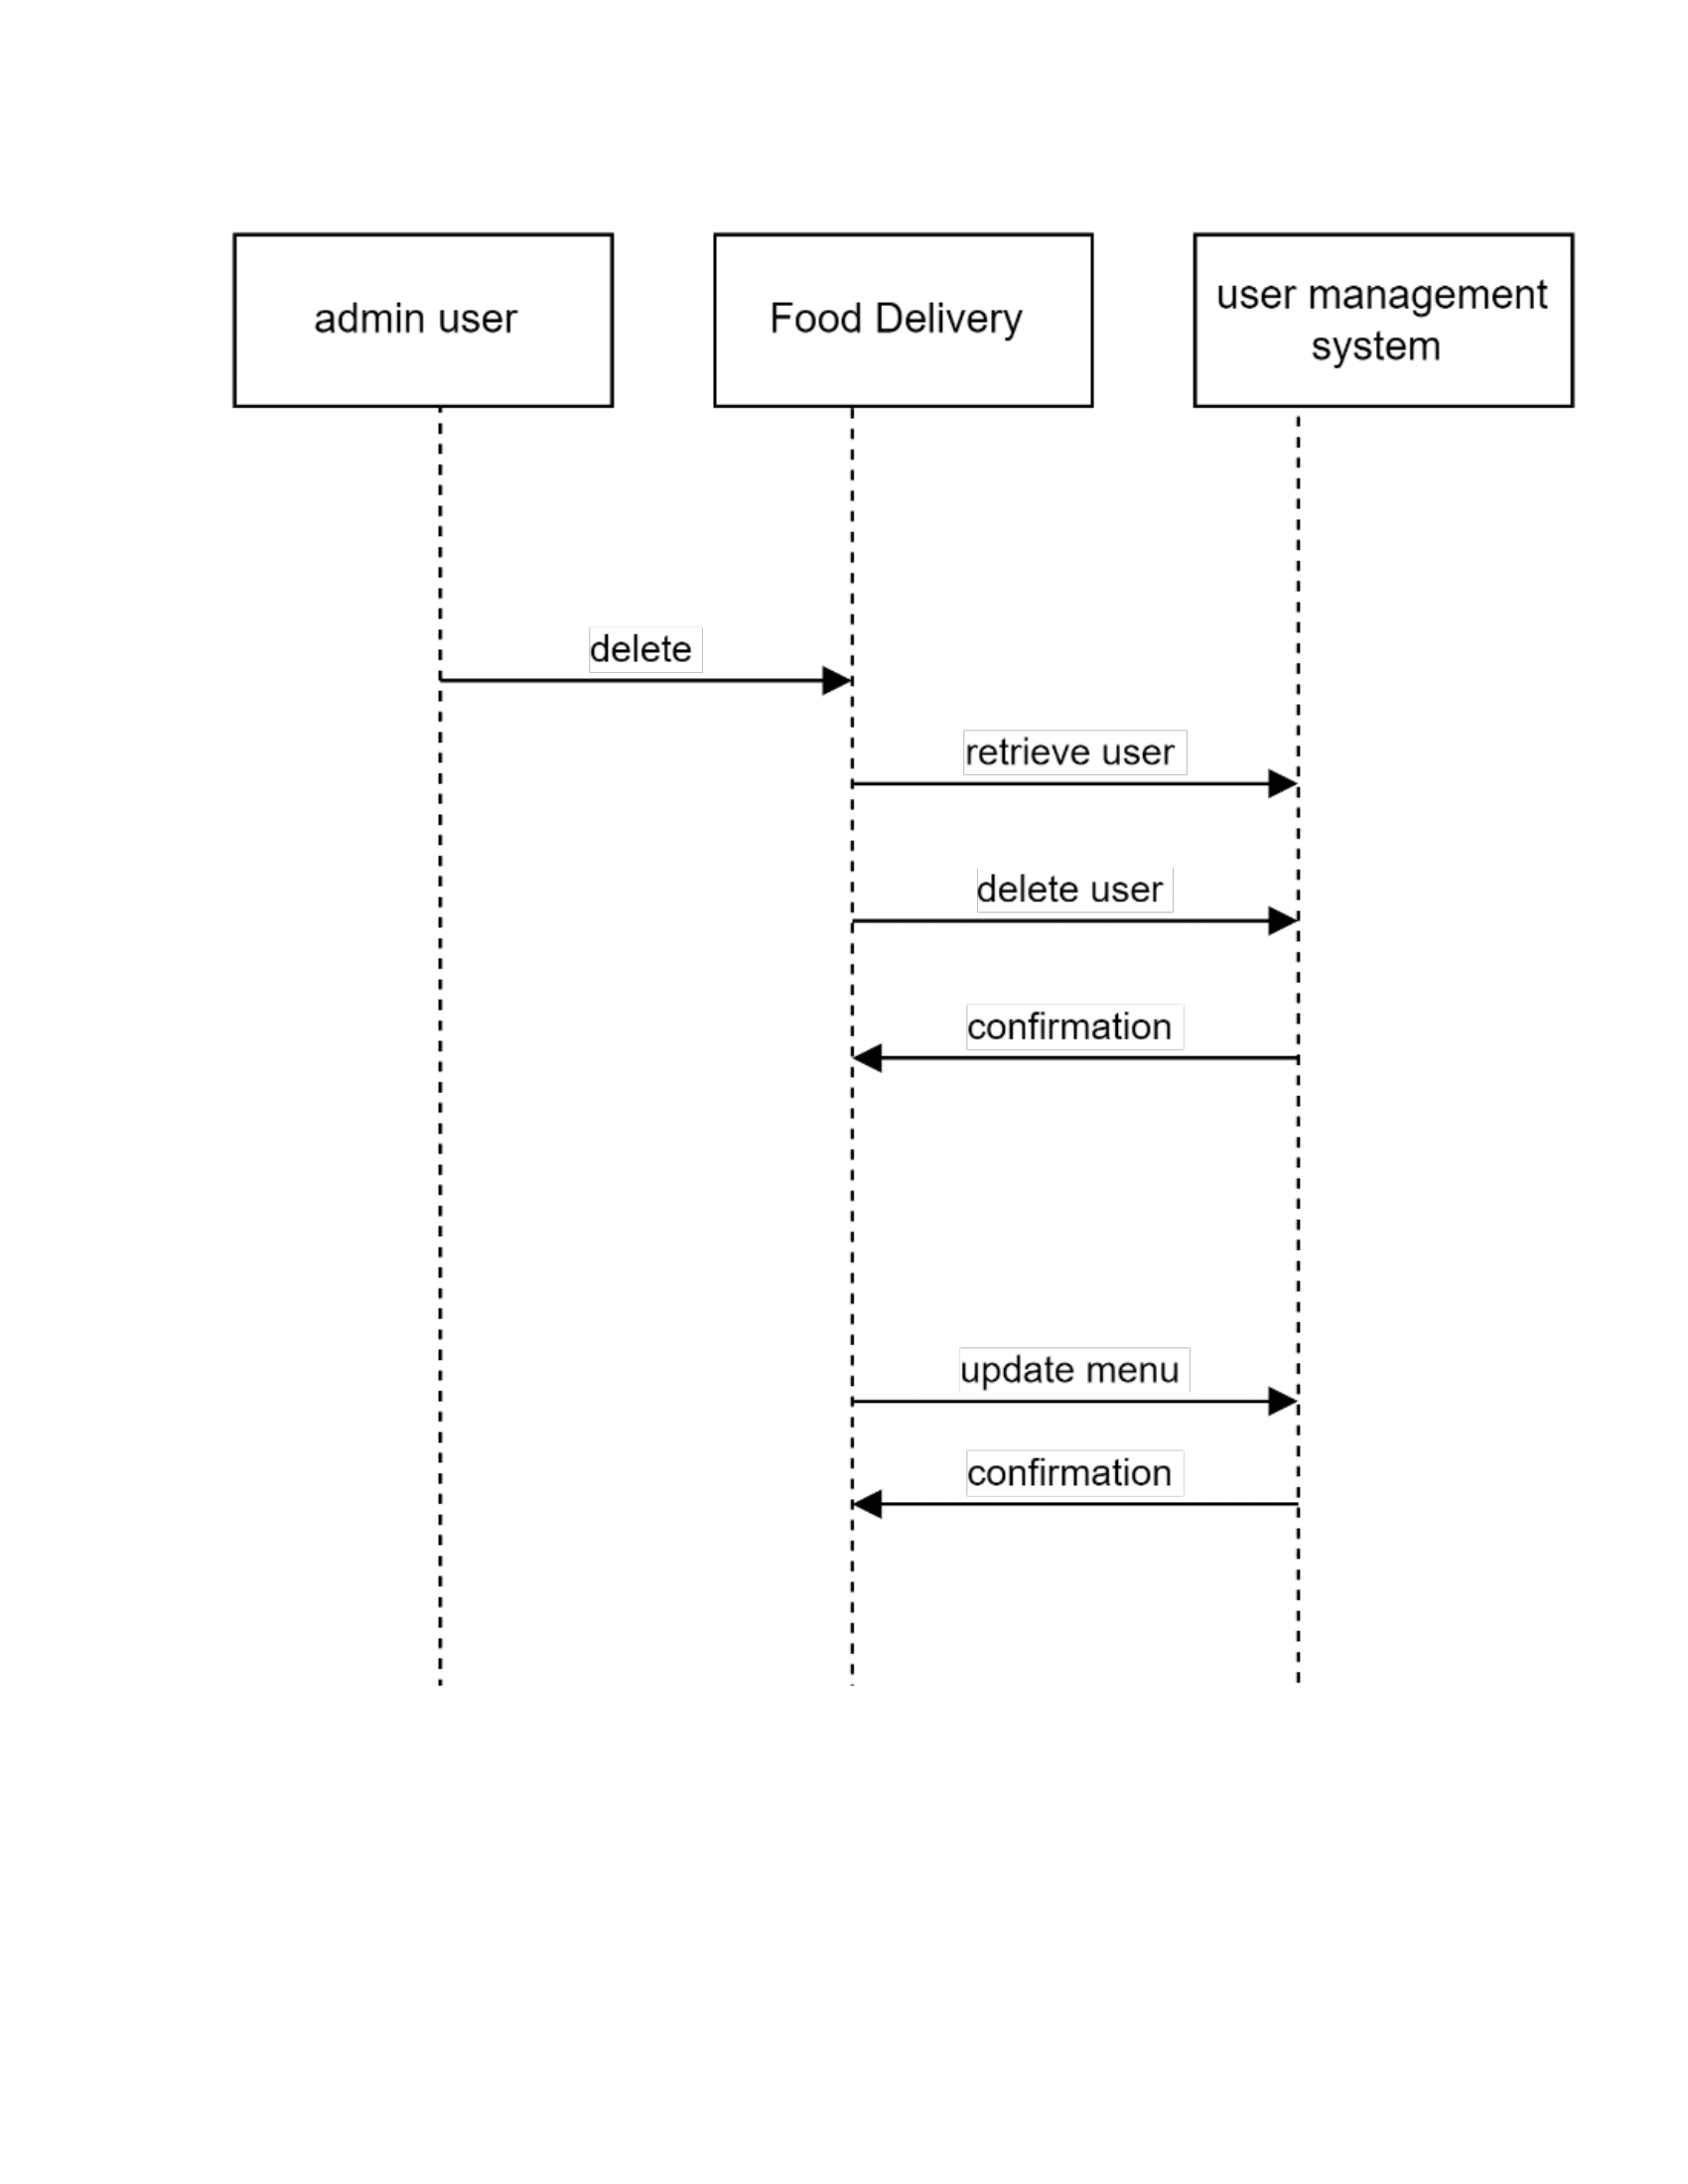 admin user
Food Delivery
user management
system
delete
retrieve user
delete user
confirmation
update menu
confirmation